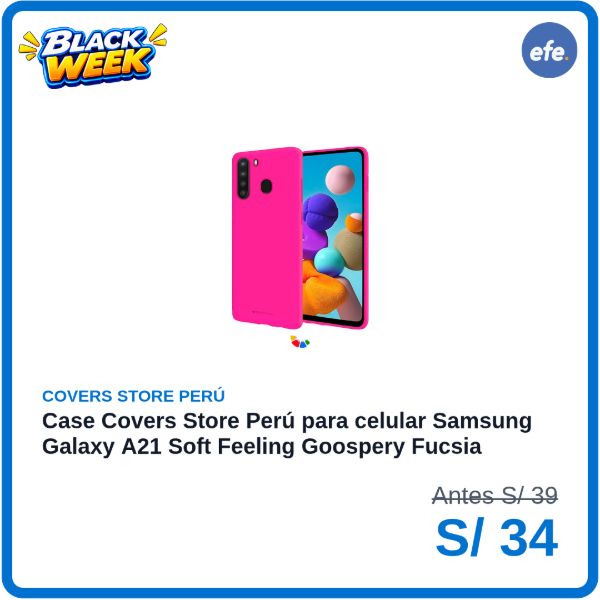 BLACK
WEEK
efe.
COVERS STORE PERÚ
Case Covers Store Perú para celular Samsung
Galaxy A21 Soft Feeling Goospery Fucsia
Antes S/ 39
S/ 34